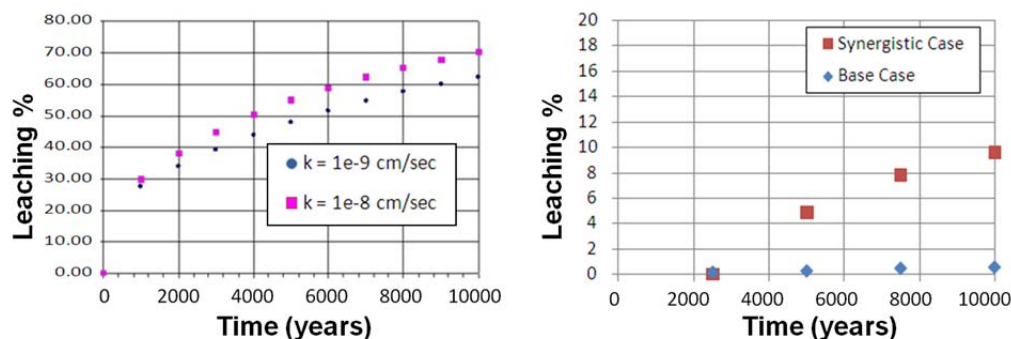 80.00
70.00
60.00
50.00
40.00
30.00
20.00
10.00
0.00
0 2000 4000 6000 8000 10000
Leaching %
Time (years)
k = 1e-9 cm/sec
k = 1e-8 cm/sec
20
18
16
14
12
10
8
6
4
2
0
0 2000 4000 6000 8000 10000
Leaching %
Time (years)
Synergistic Case
Base Case